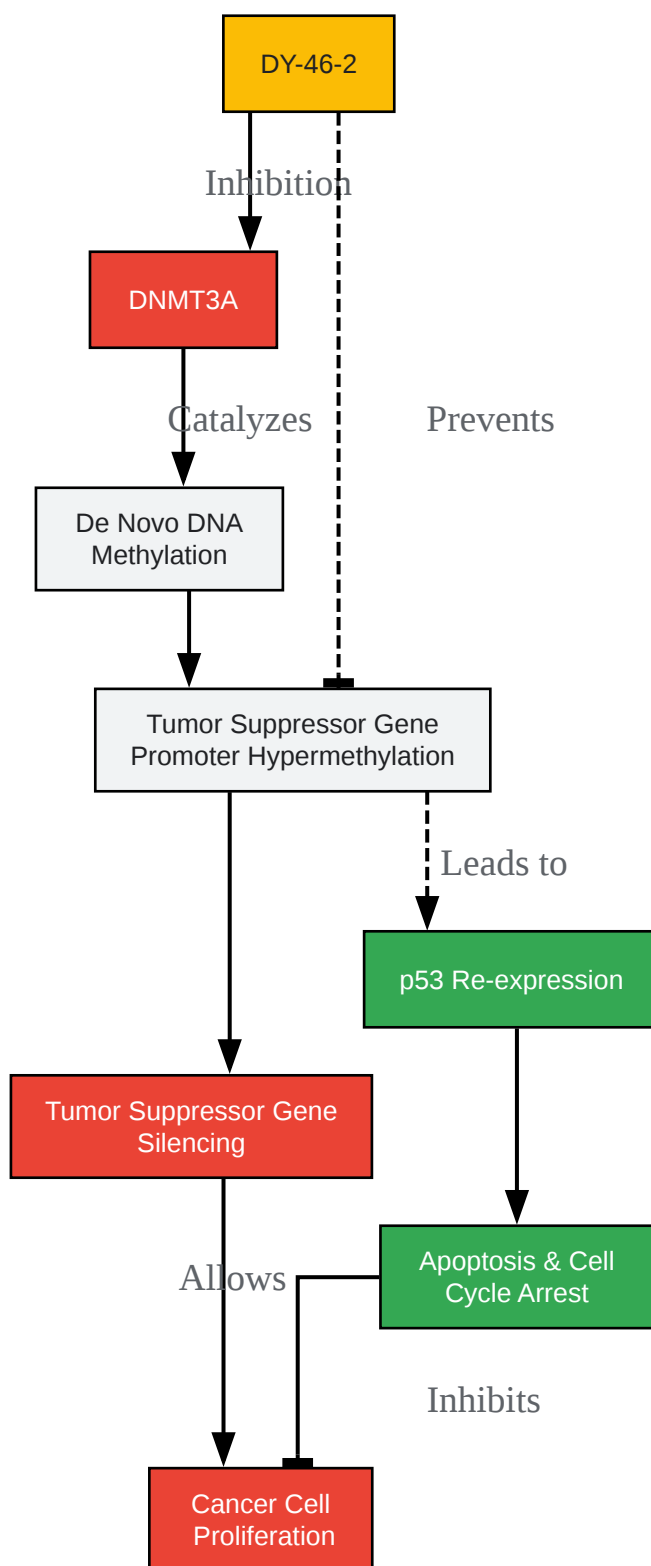 DY-46-2
Inhibition
DNMT3A
Catalyzes
Prevents
De Novo DNA
Methylation
Tumor Suppressor Gene
Promoter Hypermethylation
Leads to
p53 Re-expression
Tumor Suppressor Gene
Silencing
Apoptosis & Cell
Cycle Arrest
Allows
Inhibits
Cancer Cell
Proliferation